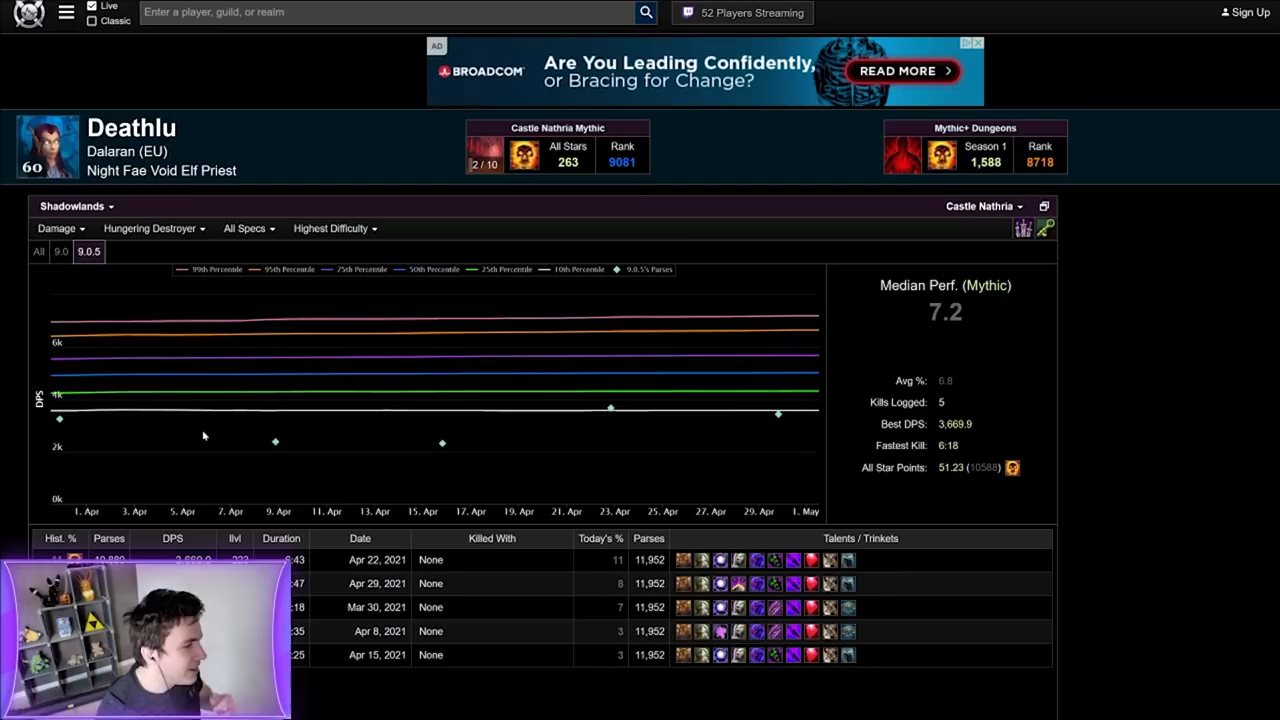 Live
Classic
Enter a player, guild, or realm
52 Players Streaming
Sign Up
AD
BROADCOM
Are You Leading Confidently,
or Bracing for Change?
READ MORE >
60
Deathlu
Dalaran (EU)
Night Fae Void Elf Priest
Castle Nathria Mythic
2 / 10
All Stars
263
Rank
9081
Mythic+ Dungeons
Season 1
1,588
Rank
8718
Shadowlands
Castle Nathria
Damage
Hungering Destroyer
All Specs
Highest Difficulty
All
9.0
9.0.5
99th Percentile
95th Percentile
75th Percentile
50th Percentile
25th Percentile
10th Percentile
9.0.5's Parses
DPS
6k
4k
2k
0k
1. Apr 3. Apr 5. Apr 7. Apr 9. Apr 11. Apr 13. Apr 15. Apr 17. Apr 19. Apr 21. Apr 23. Apr 25. Apr 27. Apr 29. Apr 1. May
Median Perf. (Mythic)
7.2
Avg %: 6.8
Kills Logged: 5
Best DPS: 3,669.9
Fastest Kill: 6:18
All Star Points: 51.23 (10588)
Hist. % Parses DPS ilvl Duration Date Killed With Today's % Parses Talents / Trinkets
:43 Apr 22, 2021 None 11 11,952
:47 Apr 29, 2021 None 8 11,952
:18 Mar 30, 2021 None 7 11,952
:35 Apr 8, 2021 None 3 11,952
:25 Apr 15, 2021 None 3 11,952